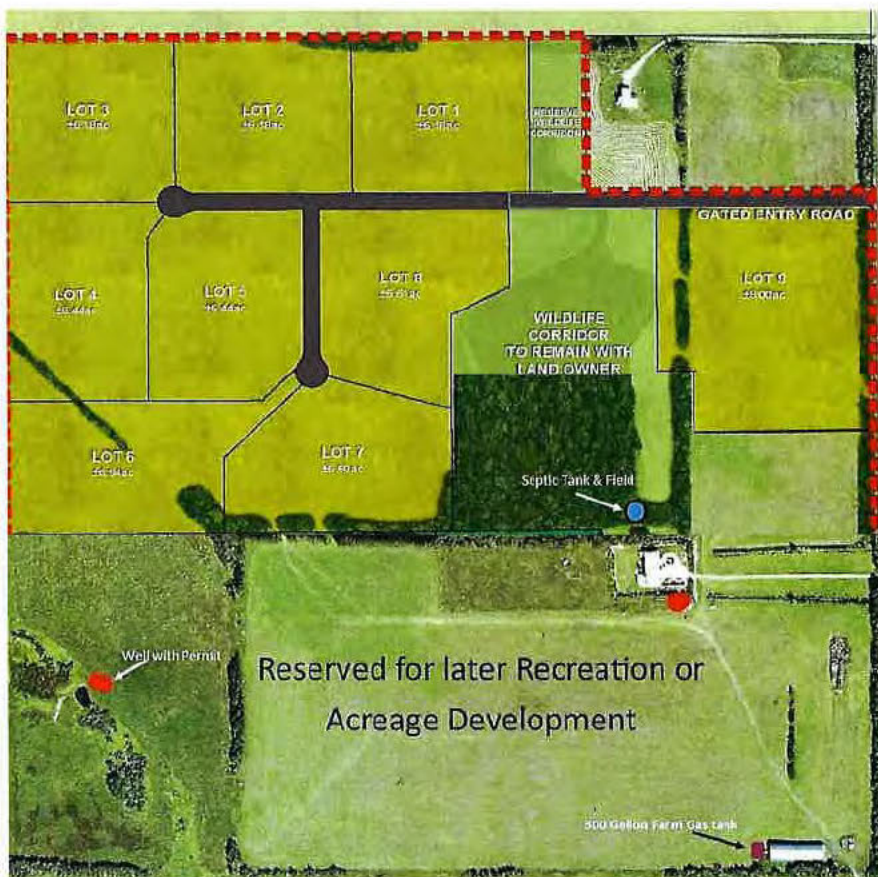 LOT 3
LOT 2
LOT 1
WILDLIFE
CORRIDOR
GATED ENTRY ROAD
LOT 4
LOT 5
LOT 8
LOT 9
WILDLIFE
CORRIDOR
TO REMAIN WITH
LAND OWNER
LOT 6
LOT 7
Septic Tank & Field
Well with Permit
Reserved for later Recreation or
Acreage Development
500 Gallon Farm Gas tank